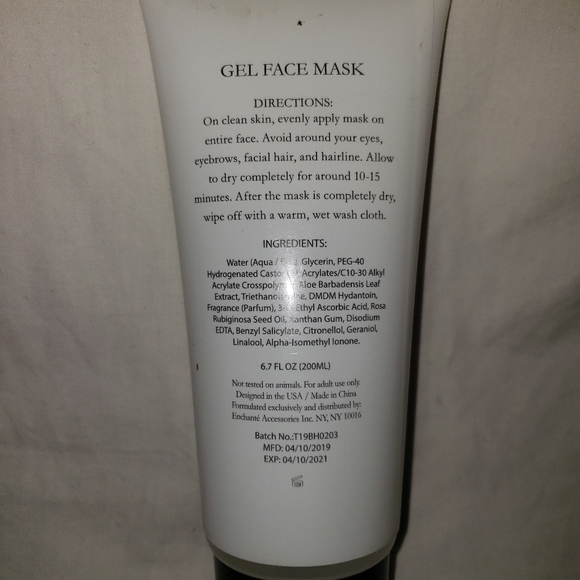 GEL FACE MASK
DIRECTIONS:
On clean skin, evenly apply mask on
entire face. Avoid around your eyes,
eyebrows, facial hair, and hairline. Allow
to dry completely for around 10-15
minutes. After the mask is completely dry,
wipe off with a warm, wet wash cloth.
INGREDIENTS:
Water (Aqua / Glycerin, PEG-40
Hydrogenated Castor Acrylates/C10-30 Alkyl
Acrylate Aloe Barbadensis Leaf
Extract, DMDM Hydantoin,
Fragrance (Parfum), Ethyl Ascorbic Acid, Rosa
Rubiginosa Seed Oil, Xanthan Gum, Disodium
EDTA, Benzyl Salicylate, Citronellol, Geraniol,
Linalool, Alpha-Isomethyl Ionone.
6.7 FL OZ (200ML)
Not tested on animals. For adult use only.
Designed in the USA / Made in China
Formulated exclusively and distributed by:
Enchanté Accessories Inc. NY, NY 10016
Batch No.:T19BH0203
MFD: 04/10/2019
EXP: 04/10/2021